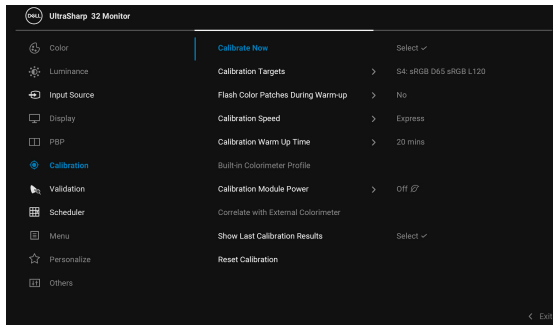 DELL UltraSharp 32 Monitor
Color
Luminance
Input Source
Display
PBP
Calibration
Validation
Scheduler
Menu
Personalize
Others
Calibrate Now Select ✓
Calibration Targets > S4: sRGB D65 sRGB L120
Flash Color Patches During Warm-up > No
Calibration Speed > Express
Calibration Warm Up Time > 20 mins
Built-in Colorimeter Profile
Calibration Module Power > Off
Correlate with External Colorimeter
Show Last Calibration Results Select ✓
Reset Calibration
< Exit